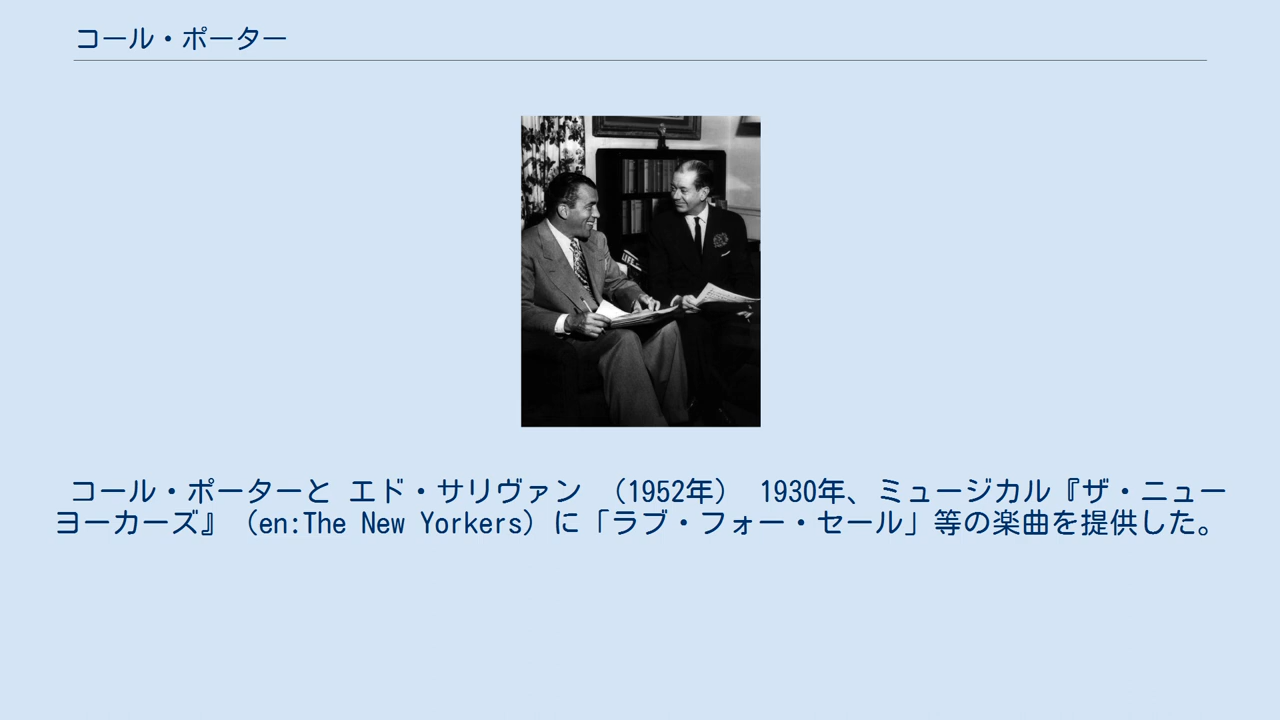 コール・ポーター
LIFE
コール・ポーターと エド・サリヴァン （1952年） 1930年、ミュージカル『ザ・ニュー
ヨーカーズ』（en:The New Yorkers）に「ラブ・フォー・セール」等の楽曲を提供した。